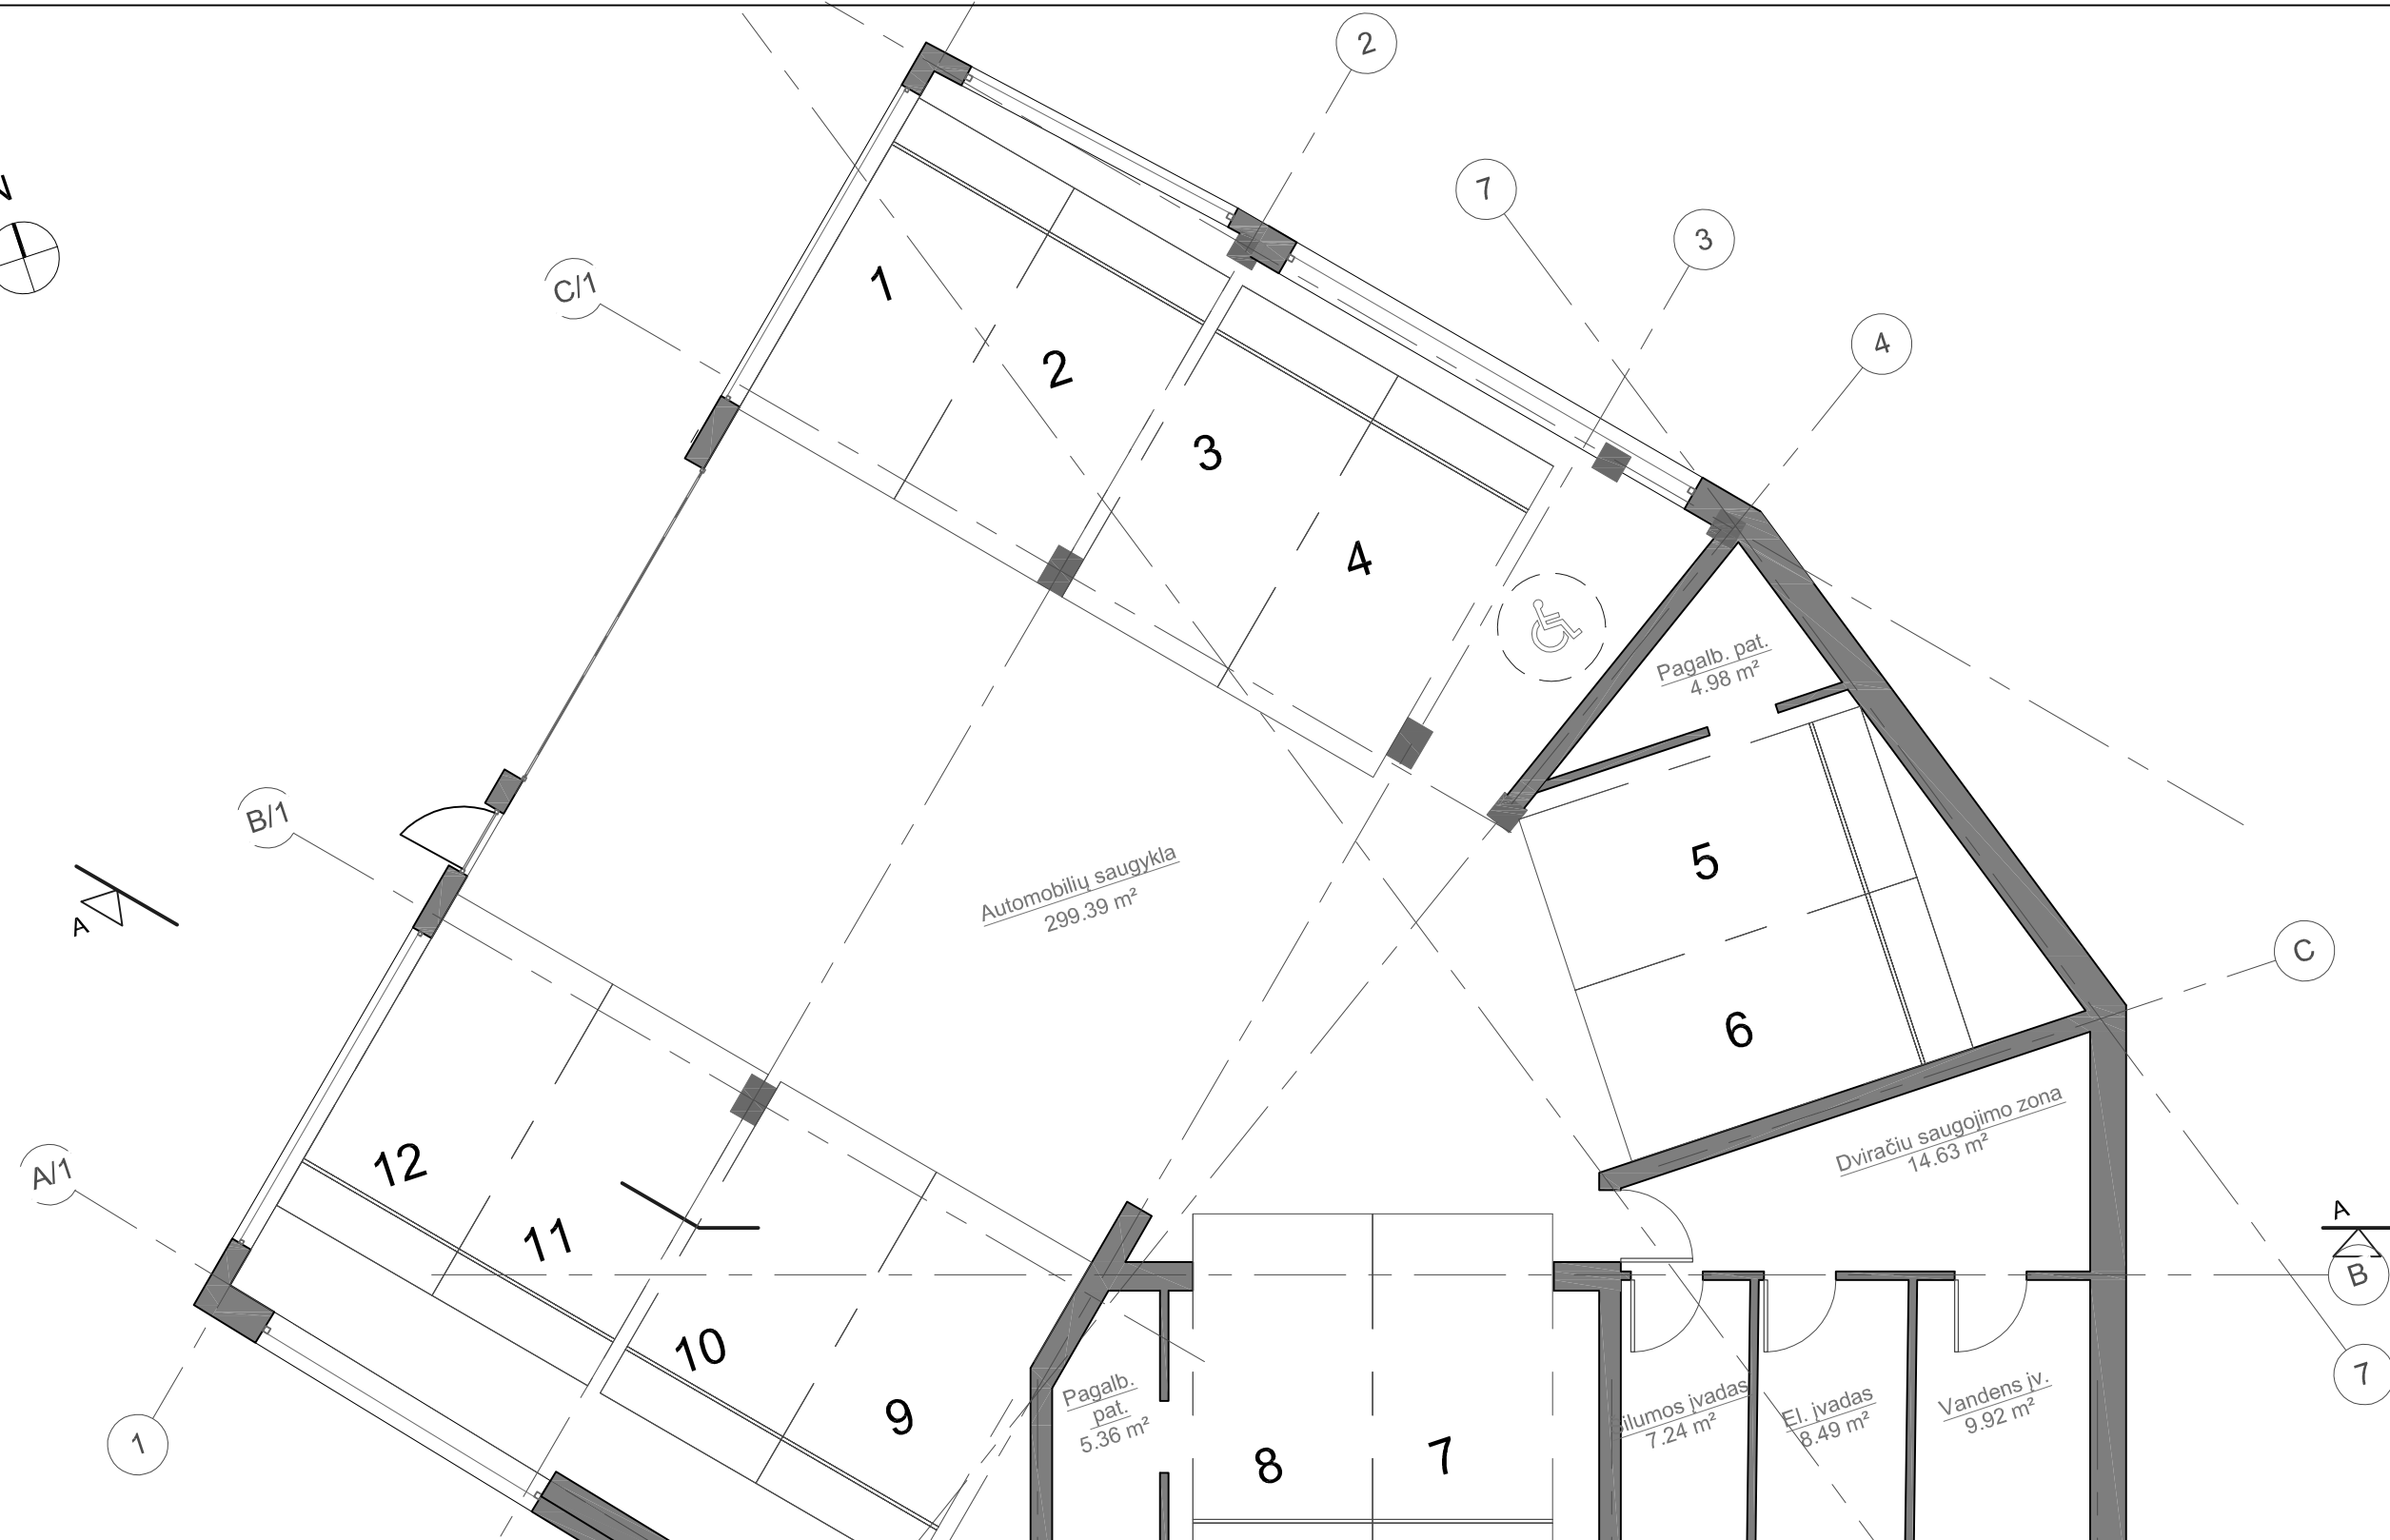 2
7
N
3
C/1
1
4
2
3
4
Pagalb. pat.
4.98 m²
B/1
5
Automobilių saugykla
299.39 m²
A
C
6
Dviračiu saugojimo zona
14.63 m²
12
A/1
A
11
B
10
Pagalb.
pat.
5.36 m²
9
8
7
ilumos įvadas
7.24 m²
El. įvadas
8.49 m²
Vandens įv.
9.92 m²
7
1